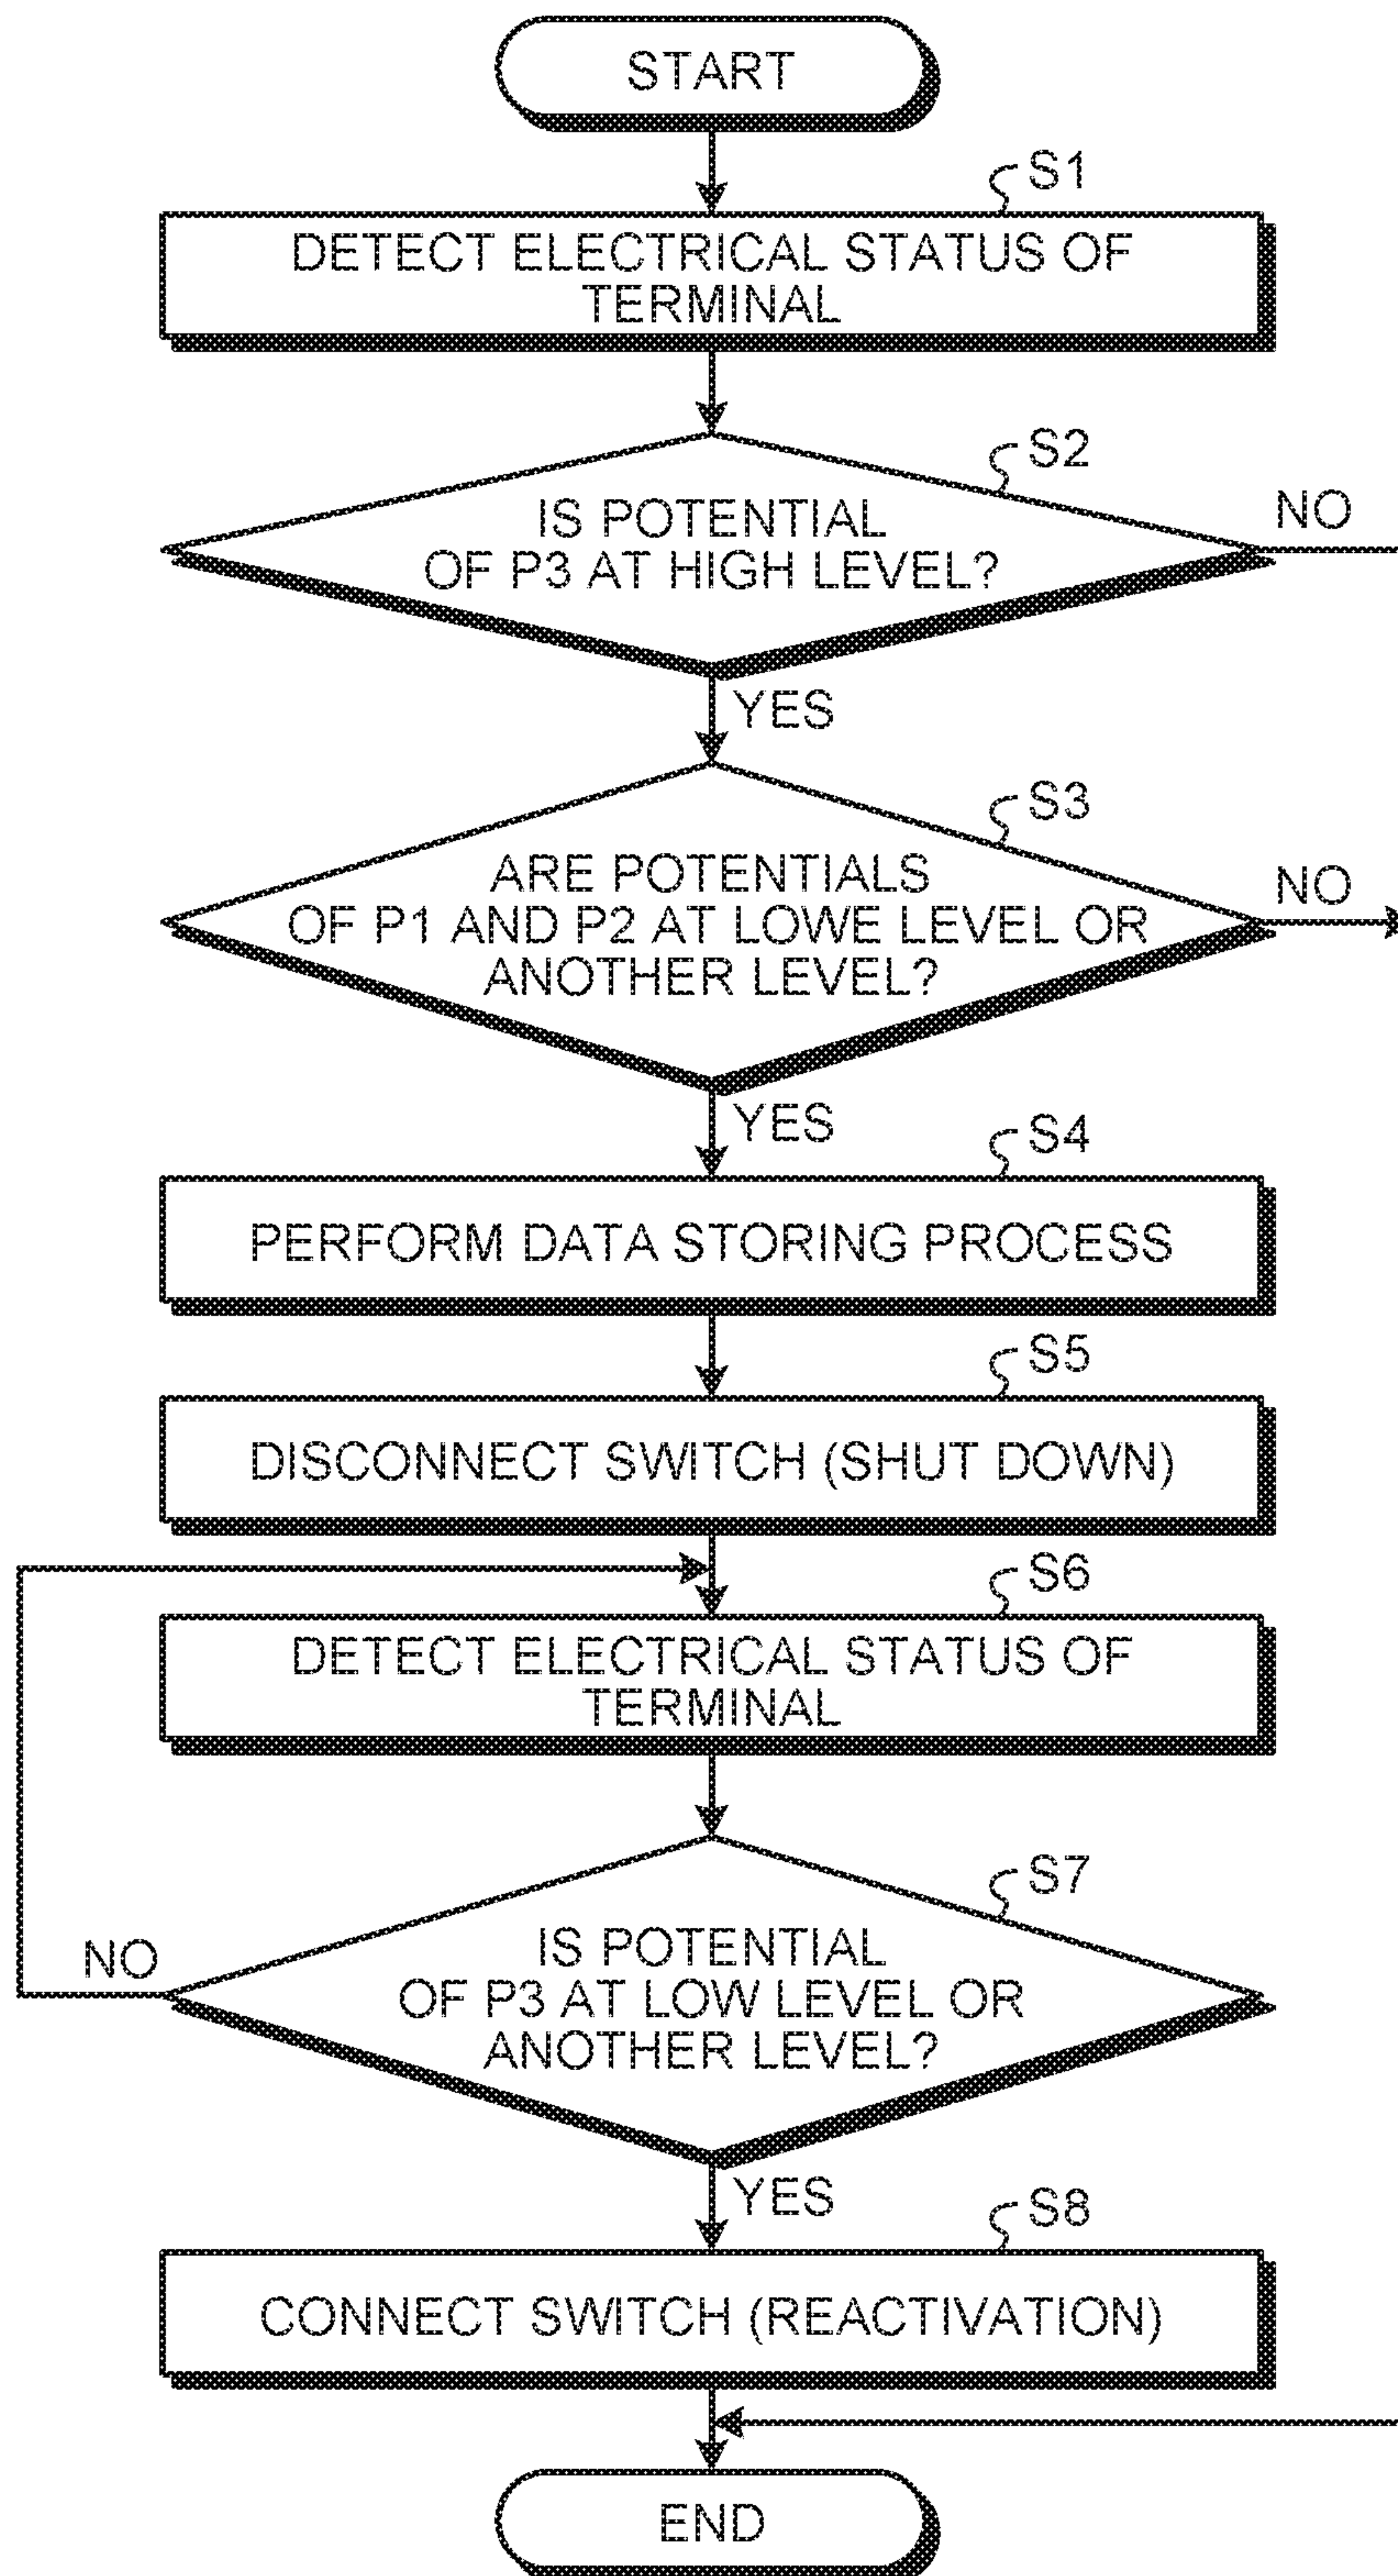 START
S1
DETECT ELECTRICAL STATUS OF
TERMINAL
S2
IS POTENTIAL
OF P3 AT HIGH LEVEL?
NO
YES
S3
ARE POTENTIALS
OF P1 AND P2 AT LOWE LEVEL OR
ANOTHER LEVEL?
NO
YES
S4
PERFORM DATA STORING PROCESS
S5
DISCONNECT SWITCH (SHUT DOWN)
S6
DETECT ELECTRICAL STATUS OF
TERMINAL
S7
IS POTENTIAL
OF P3 AT LOW LEVEL OR
ANOTHER LEVEL?
NO
YES
S8
CONNECT SWITCH (REACTIVATION)
END